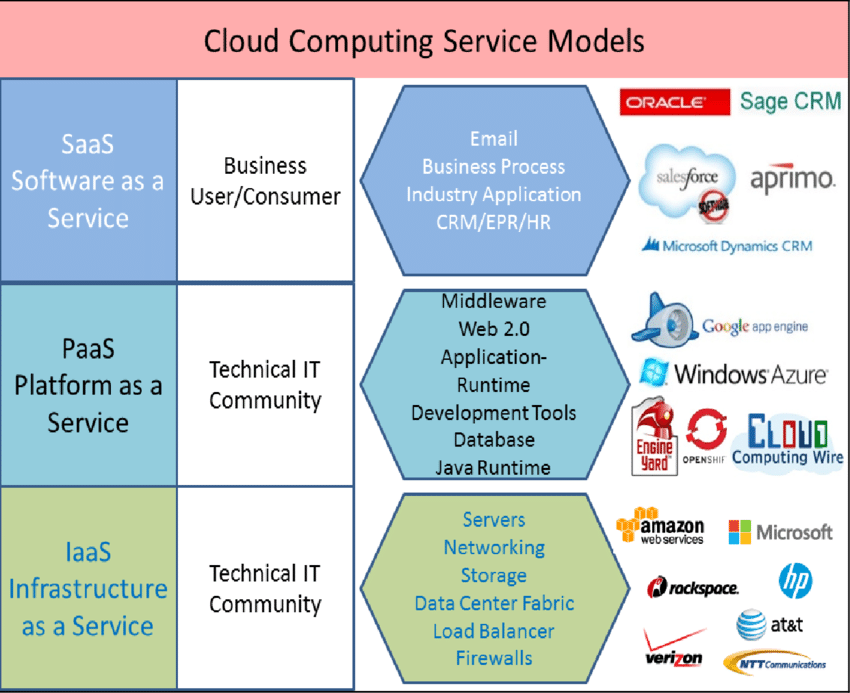 Cloud Computing Service Models
SaaS
Software as a
Service
Business
User/Consumer
Email
Business Process
Industry Application
CRM/EPR/HR
ORACLE
Sage CRM
salesforce
SOFTWARE
aprimo.
Microsoft Dynamics CRM
PaaS
Platform as a
Service
Technical IT
Community
Middleware
Web 2.0
Application-
Runtime
Development Tools
Database
Java Runtime
Google app engine
Windows Azure
Engine
Yard
OPENSHIF
CLOUD
Computing Wire
IaaS
Infrastructure
as a Service
Technical IT
Community
Servers
Networking
Storage
Data Center Fabric
Load Balancer
Firewalls
amazon
web services
Microsoft
rackspace.
hp
at&t
verizon
NTT Communications